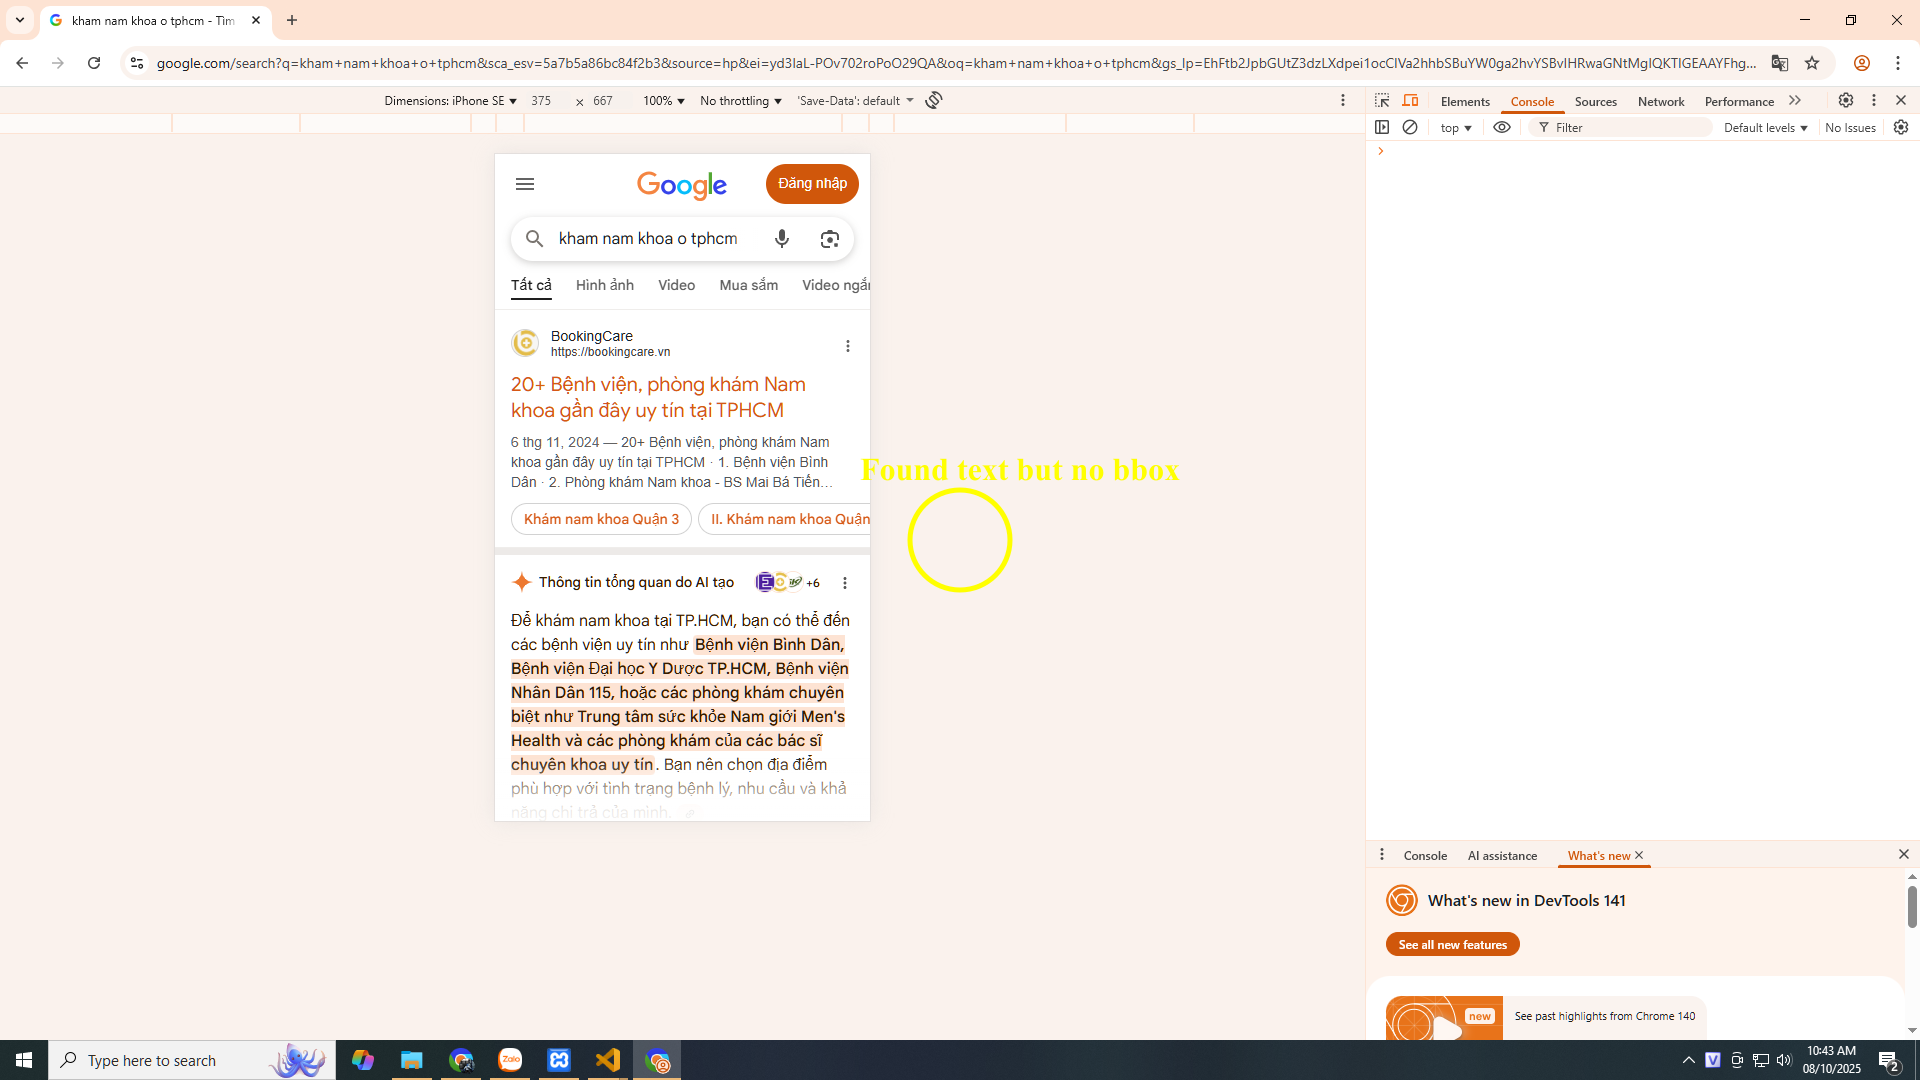 kham nam khoa o tphcm - Tìm
google.com/search?q=kham+nam+khoa+o+tphcm&sca_esv=5a7b5a86bc84f2b3&source=hp&ei=yd3laL-POv702roPoO29QA&oq=kham+nam+khoa+o+tphcm&gs_lp=EhFtb2JpbGUtZ3dzLXdpei1ocCIVa2hhbSBuYW0ga2hvYSBvIHRwaGNtMgIQKTIGEAAYFhg...
Dimensions: iPhone SE 375 × 667 100% No throttling 'Save-Data': default
Elements Console Sources Network Performance
top Filter Default levels No Issues
Google
Đăng nhập
kham nam khoa o tphcm
Tất cả Hình ảnh Video Mua sắm Video ngắn
BookingCare
https://bookingcare.vn
20+ Bệnh viện, phòng khám Nam
khoa gần đây uy tín tại TPHCM
6 thg 11, 2024 — 20+ Bệnh viện, phòng khám Nam
khoa gần đây uy tín tại TPHCM · 1. Bệnh viện Bình
Dân · 2. Phòng khám Nam khoa - BS Mai Bá Tiến...
Found text but no bbox
Khám nam khoa Quận 3 II. Khám nam khoa Quận
Thông tin tổng quan do AI tạo +6
Để khám nam khoa tại TP.HCM, bạn có thể đến
các bệnh viện uy tín như Bệnh viện Bình Dân,
Bệnh viện Đại học Y Dược TP.HCM, Bệnh viện
Nhân Dân 115, hoặc các phòng khám chuyên
biệt như Trung tâm sức khỏe Nam giới Men's
Health và các phòng khám của các bác sĩ
chuyên khoa uy tín. Bạn nên chọn địa điểm
phù hợp với tình trạng bệnh lý, nhu cầu và khả
năng chi trả của mình.
Console AI assistance What's new
What's new in DevTools 141
See all new features
new
See past highlights from Chrome 140
Type here to search
Zalo
V
10:43 AM
08/10/2025
2